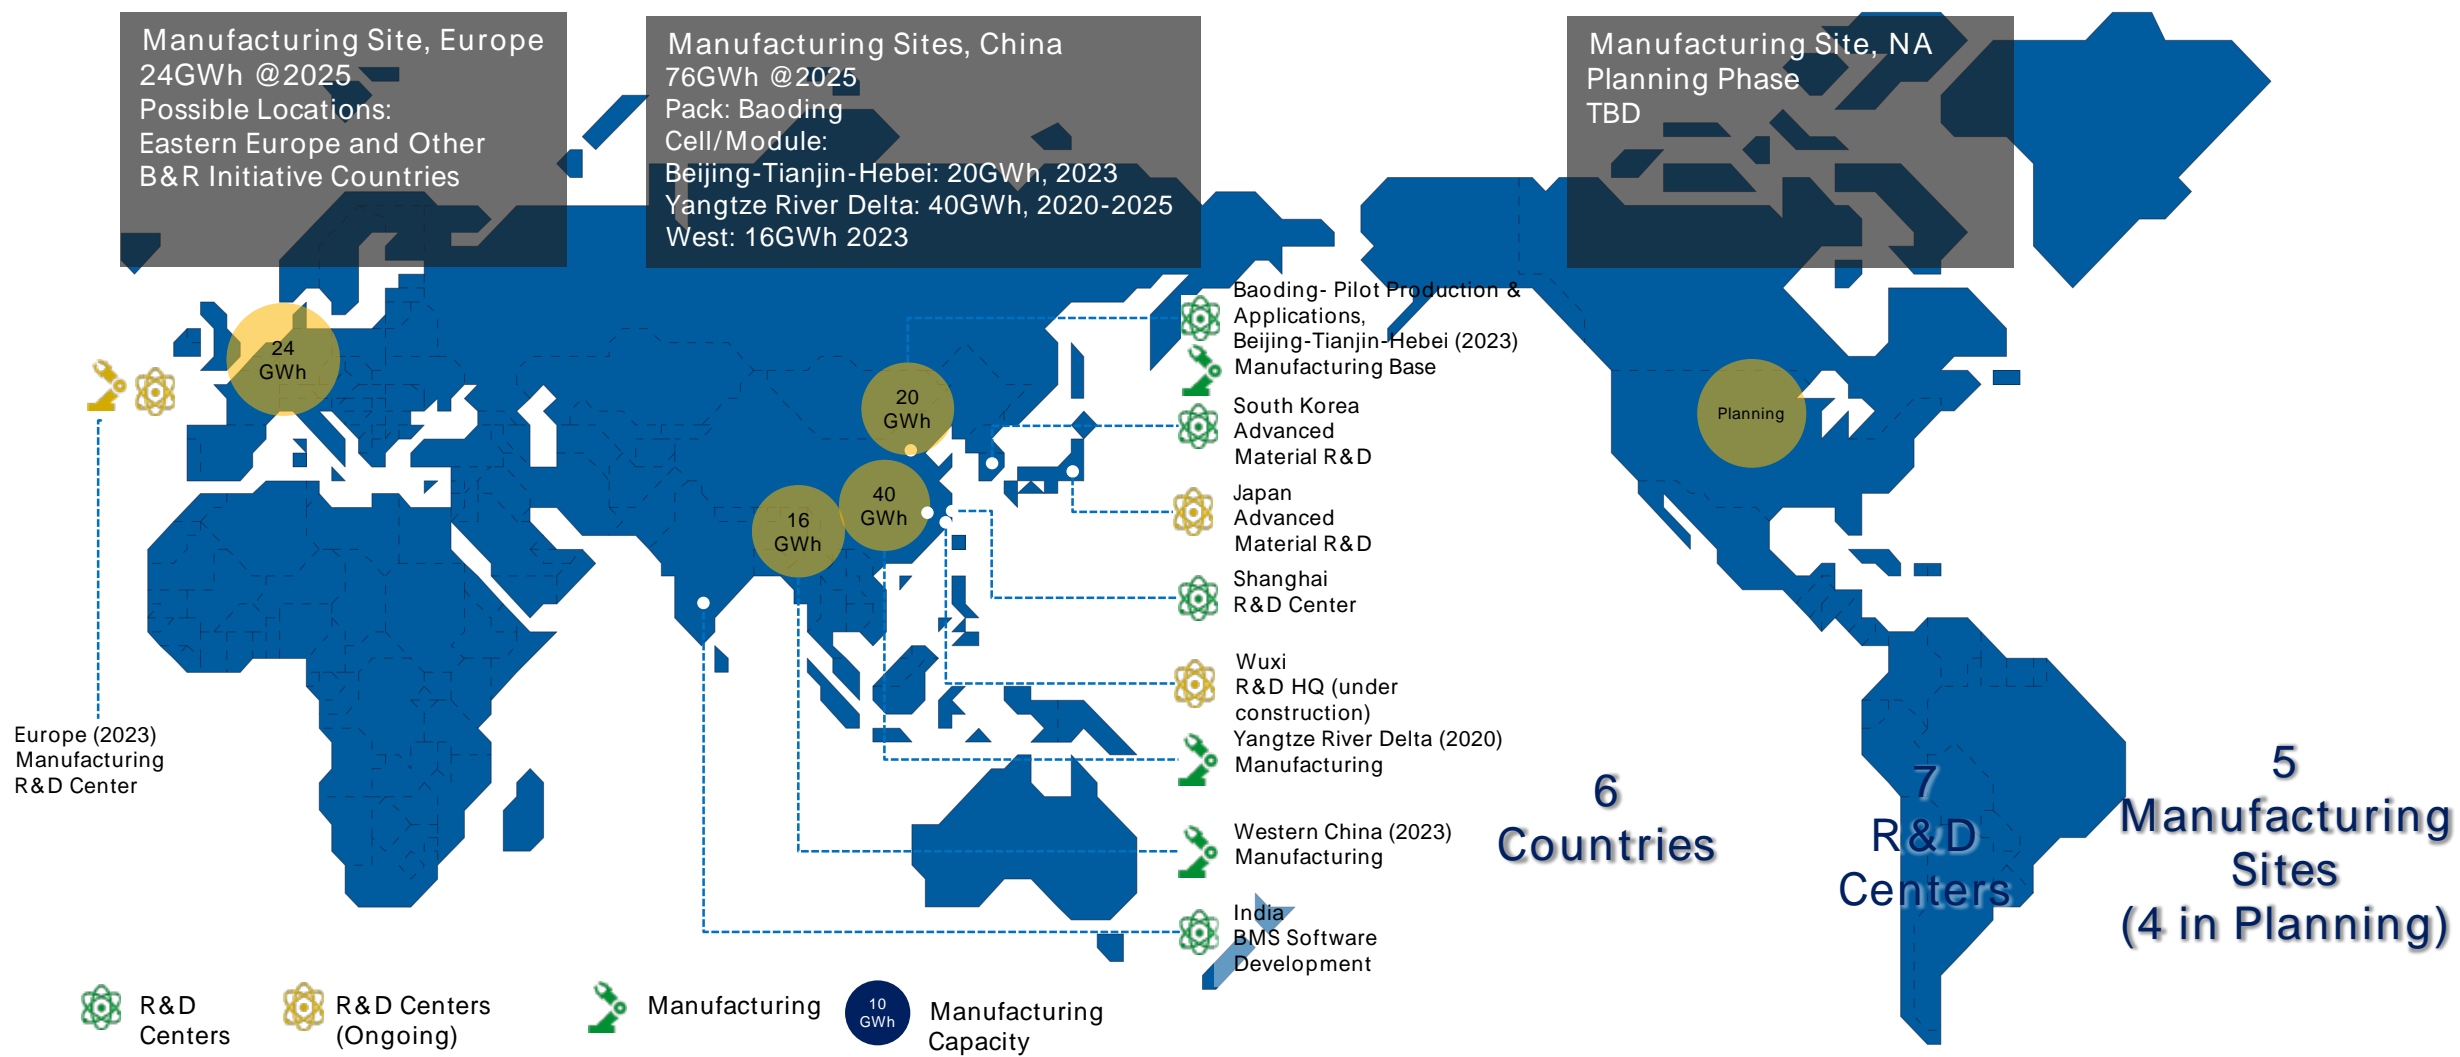 Manufacturing Site, Europe
24GWh @2025
Possible Locations:
Eastern Europe and Other
B&R Initiative Countries
Manufacturing Sites, China
76GWh @2025
Pack: Baoding
Cell/Module:
Beijing-Tianjin-Hebei: 20GWh, 2023
Yangtze River Delta: 40GWh, 2020-2025
West: 16GWh 2023
Manufacturing Site, NA
Planning Phase
TBD
24
GWh
20
GWh
40
GWh
16
GWh
Planning
Baoding- Pilot Production &
Applications,
Beijing-Tianjin-Hebei (2023)
Manufacturing Base
South Korea
Advanced
Material R&D
Japan
Advanced
Material R&D
Shanghai
R&D Center
Wuxi
R&D HQ (under
construction)
Yangtze River Delta (2020)
Manufacturing
Western China (2023)
Manufacturing
India
BMS Software
Development
Europe (2023)
Manufacturing
R&D Center
6
Countries
7
R&D
Centers
5
Manufacturing
Sites
(4 in Planning)
R&D
Centers
R&D Centers
(Ongoing)
Manufacturing
10
GWh
Manufacturing
Capacity